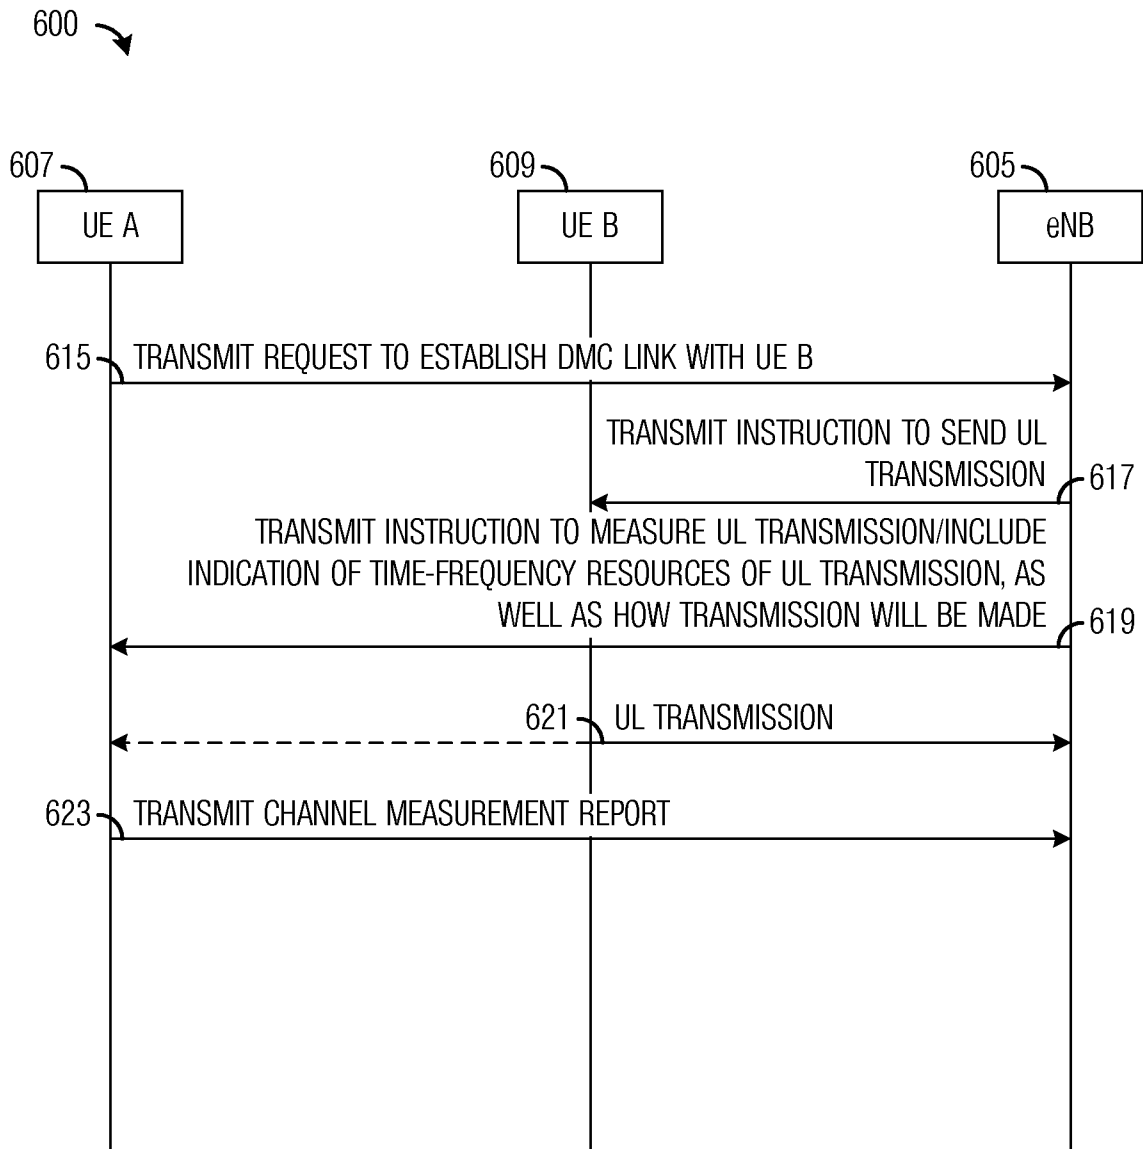 600
607
609
605
UE A
UE B
eNB
615
TRANSMIT REQUEST TO ESTABLISH DMC LINK WITH UE B
TRANSMIT INSTRUCTION TO SEND UL
TRANSMISSION
617
TRANSMIT INSTRUCTION TO MEASURE UL TRANSMISSION/INCLUDE
INDICATION OF TIME-FREQUENCY RESOURCES OF UL TRANSMISSION, AS
WELL AS HOW TRANSMISSION WILL BE MADE
619
621
UL TRANSMISSION
623
TRANSMIT CHANNEL MEASUREMENT REPORT